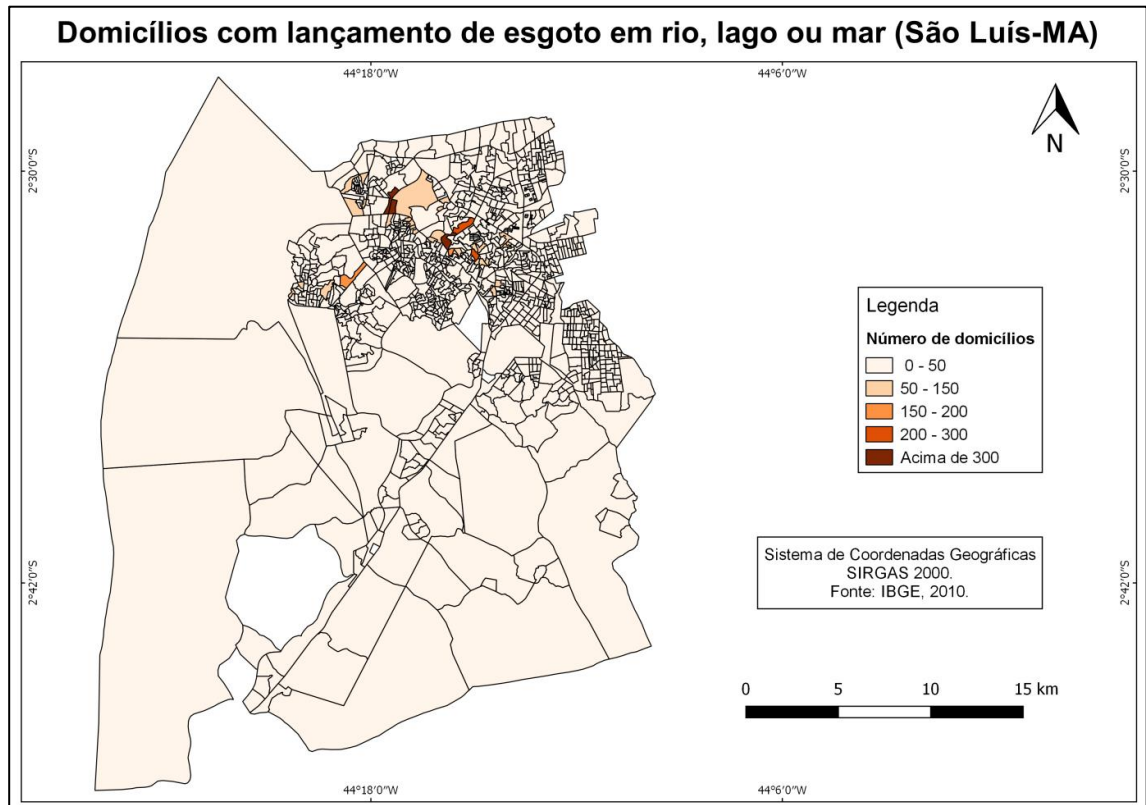 Domicílios com lançamento de esgoto em rio, lago ou mar (São Luís-MA)
44°18'0"W
44°6'0"W
N
2°30'0"S
2°30'0"S
Legenda
Número de domicílios
0 - 50
50 - 150
150 - 200
200 - 300
Acima de 300
Sistema de Coordenadas Geográficas
SIRGAS 2000.
Fonte: IBGE, 2010.
2°42'0"S
2°42'0"S
0 5 10 15 km
44°18'0"W
44°6'0"W